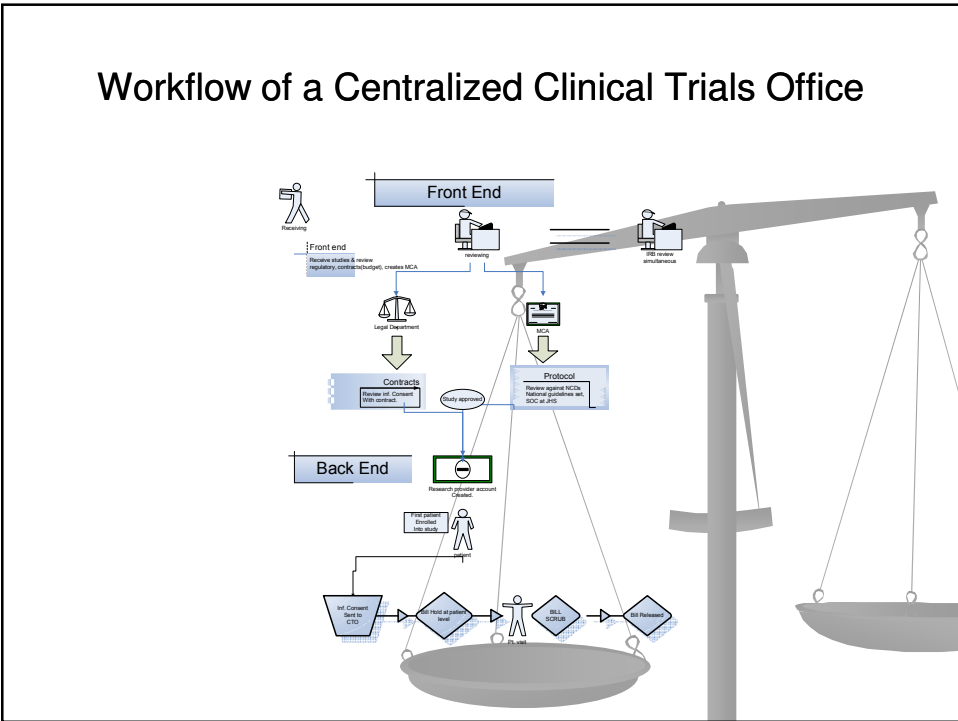 Workflow of a Centralized Clinical Trials Office
Front End
Receiving
reviewing
IRB review
simultaneous
Front end
Receive studies & review
regulatory, contracts(budget), creates MCA
Legal Department
MCA
Contracts
Review inf. Consent
With contract.
Study approved
Protocol
Review against NCDs
National guidelines set,
SOC at JHS
Back End
Research provider account
Created.
First patient
Enrolled
Into study
patient
Inf. Consent
Sent to
CTO
Bill Hold at patient
level
Pt. visit
BILL
SCRUB
Bill Released